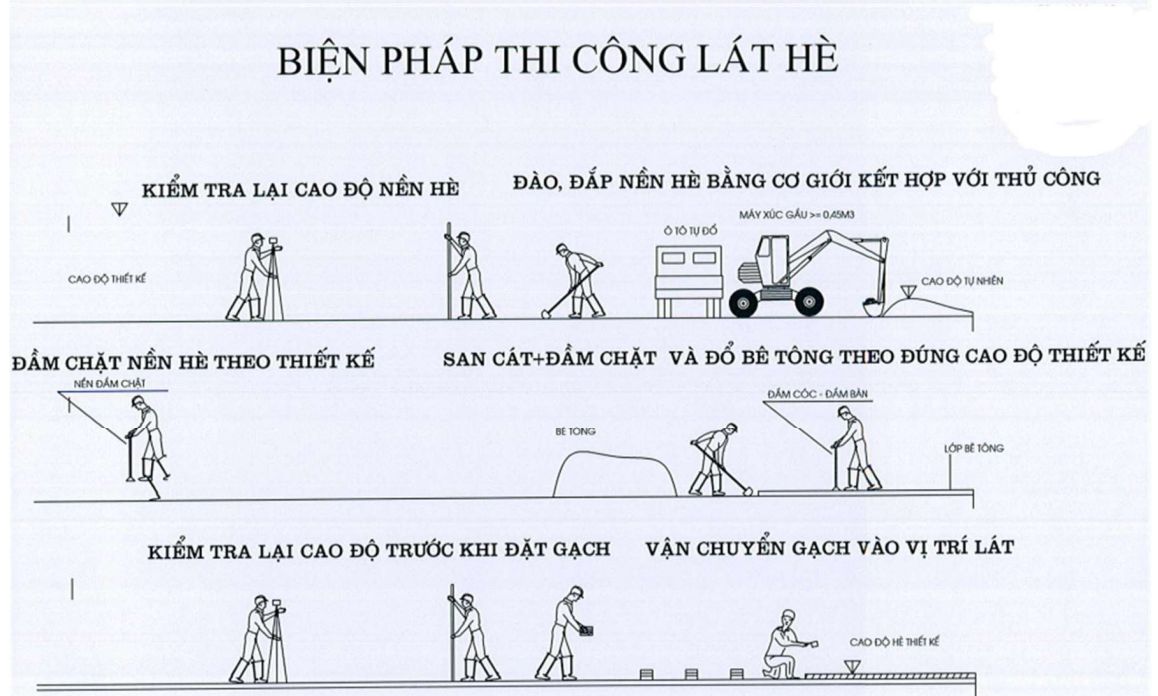 BIỆN PHÁP THI CÔNG LÁT HÈ
KIỂM TRA LẠI CAO ĐỘ NỀN HÈ
ĐÀO, ĐẮP NỀN HÈ BẰNG CƠ GIỚI KẾT HỢP VỚI THỦ CÔNG
MÁY XÚC GẦU >= 0,45M3
Ô TÔ TỰ ĐỔ
CAO ĐỘ THIẾT KẾ
CAO ĐỘ TỰ NHIÊN
ĐẦM CHẶT NỀN HÈ THEO THIẾT KẾ
SAN CÁT+ĐẦM CHẶT VÀ ĐỔ BÊ TÔNG THEO ĐÚNG CAO ĐỘ THIẾT KẾ
NỀN ĐẦM CHẶT
ĐẦM CÓC - ĐẦM BÀN
BE TONG
LỚP BÊ TÔNG
KIỂM TRA LẠI CAO ĐỘ TRƯỚC KHI ĐẶT GẠCH
VẬN CHUYỂN GẠCH VÀO VỊ TRÍ LÁT
CAO ĐỘ HÈ THIẾT KẾ